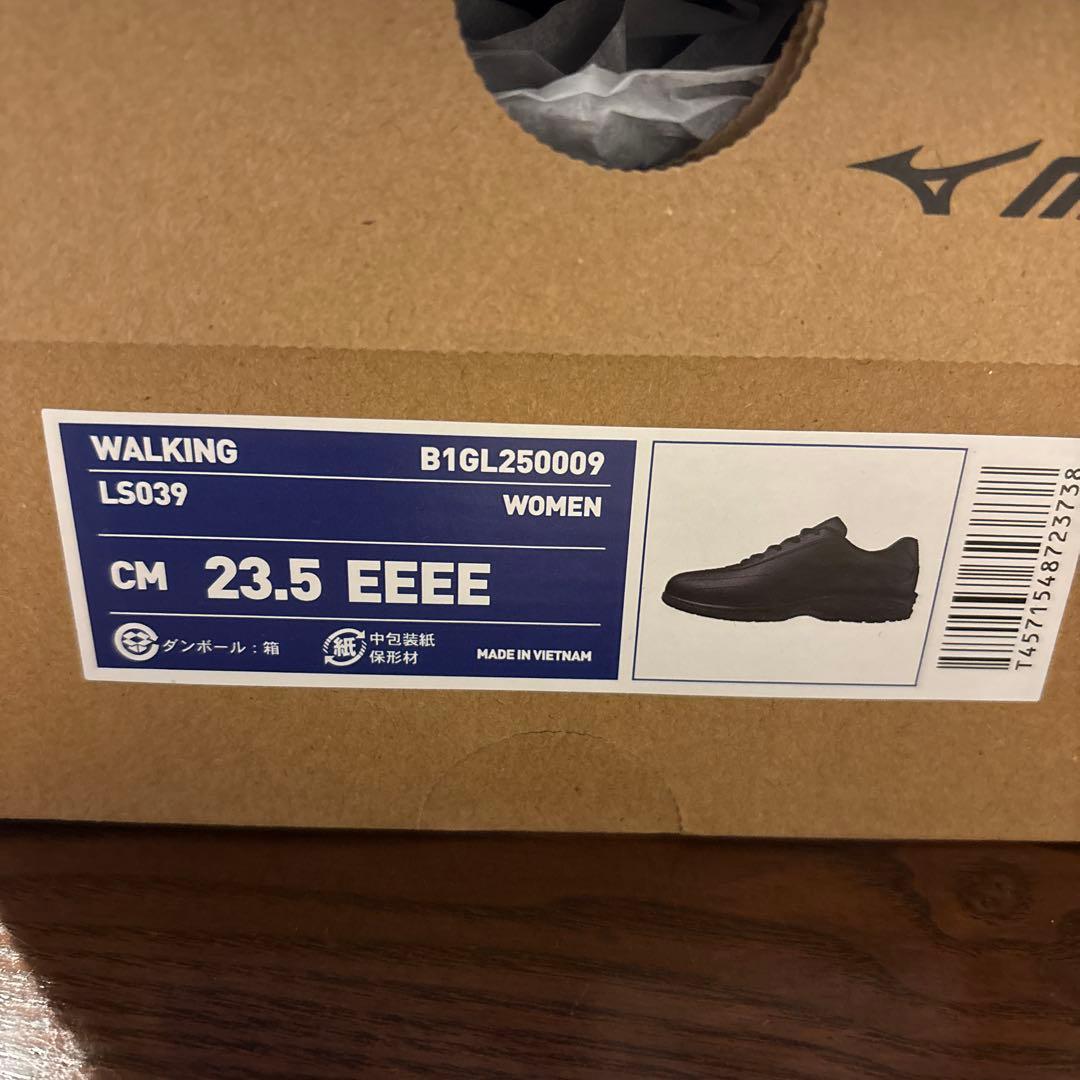 WALKING B1GL250009
LS039 WOMEN
CM 23.5 EEEE
ダンボール : 箱
紙 中包装紙
保形材
MADE IN VIETNAM
T4571548723738